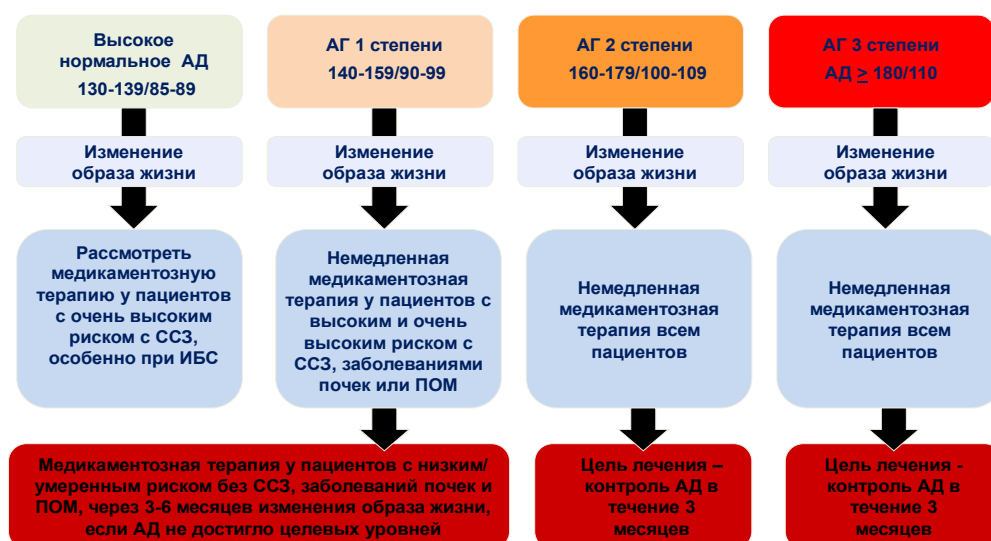 Высокое
нормальное АД
130-139/85-89
АГ 1 степени
140-159/90-99
АГ 2 степени
160-179/100-109
АГ 3 степени
АД ≥ 180/110
Изменение
образа жизни
Изменение
образа жизни
Изменение
образа жизни
Изменение
образа жизни
Рассмотреть
медикаментозную
терапию у пациентов
с очень высоким
риском с ССЗ,
особенно при ИБС
Немедленная
медикаментозная
терапия у пациентов с
высоким и очень
высоким риском с
ССЗ, заболеваниями
почек или ПОМ
Немедленная
медикаментозная
терапия всем
пациентов
Немедленная
медикаментозная
терапия всем
пациентов
Медикаментозная терапия у пациентов с низким/
умеренным риском без ССЗ, заболеваний почек и
ПОМ, через 3-6 месяцев изменения образа жизни,
если АД не достигло целевых уровней
Цель лечения –
контроль АД в
течение 3
месяцев
Цель лечения -
контроль АД в
течение 3
месяцев